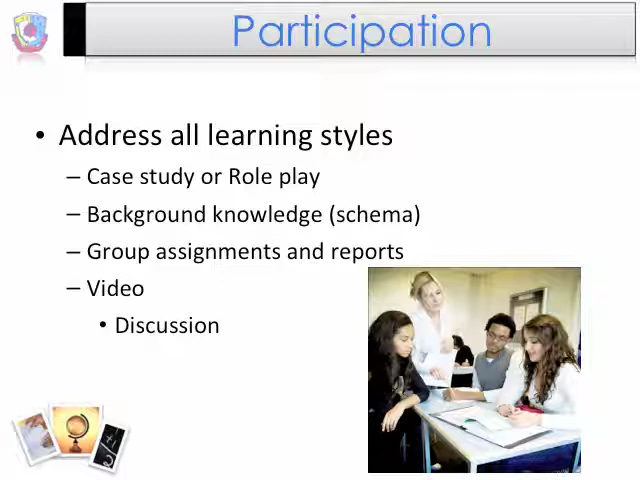 Participation
• Address all learning styles
– Case study or Role play
– Background knowledge (schema)
– Group assignments and reports
– Video
• Discussion